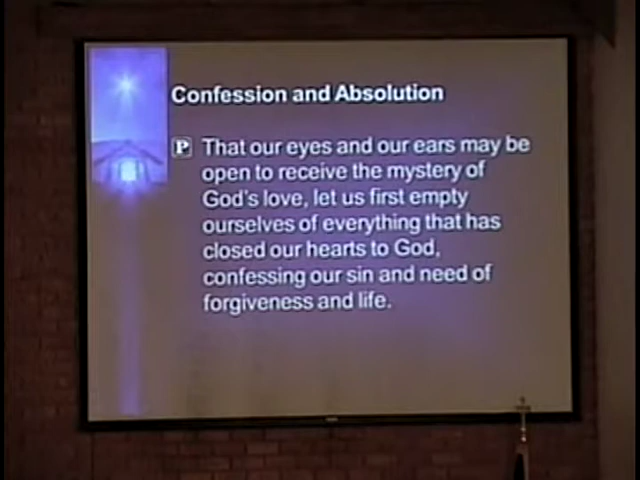 Confession and Absolution
P That our eyes and our ears may be
open to receive the mystery of
God's love, let us first empty
ourselves of everything that has
closed our hearts to God,
confessing our sin and need of
forgiveness and life.